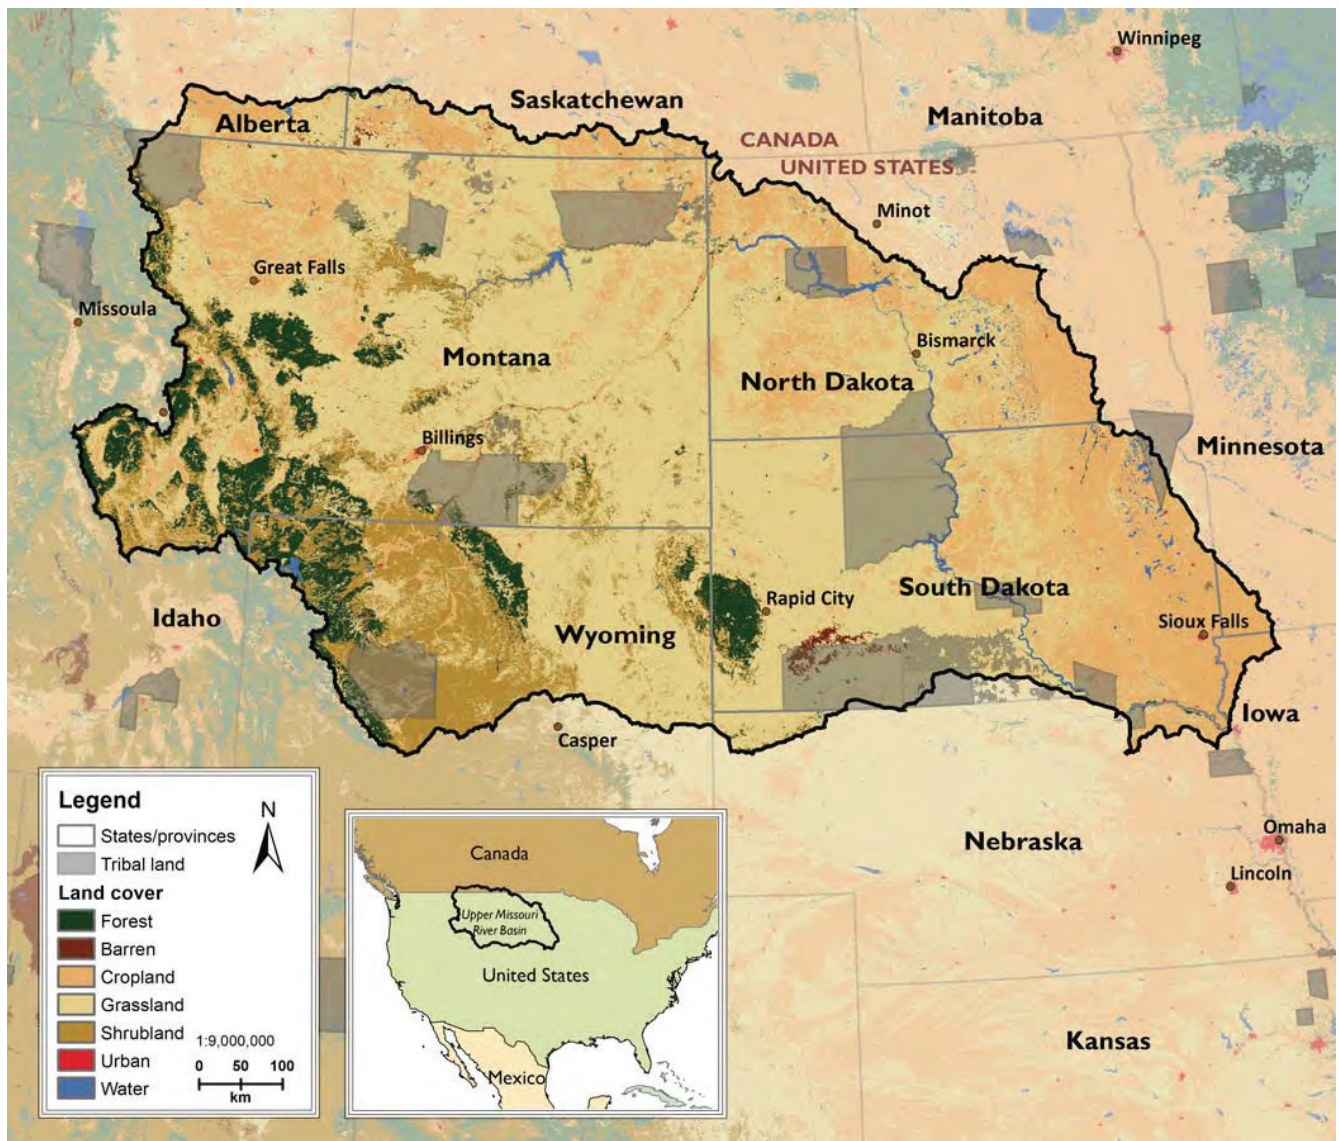 Winnipeg
Saskatchewan
Manitoba
Alberta
CANADA
UNITED STATES
Minot
Great Falls
Missoula
Bismarck
Montana
North Dakota
Billings
Minnesota
South Dakota
Rapid City
Idaho
Wyoming
Sioux Falls
Iowa
Casper
Nebraska
Omaha
Lincoln
Kansas
Legend
N
States/provinces
Tribal land
Land cover
Forest
Barren
Cropland
Grassland
Shrubland
Urban
Water
1:9,000,000
0 50 100
km
Canada
Upper Missouri
River Basin
United States
Mexico